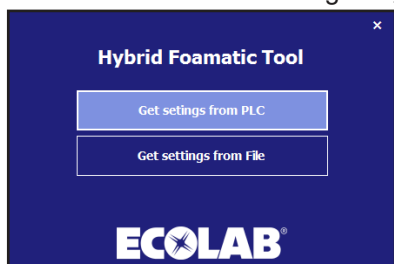 ×
Hybrid Foamatic Tool
Get setings from PLC
Get settings from File
ECOLAB®